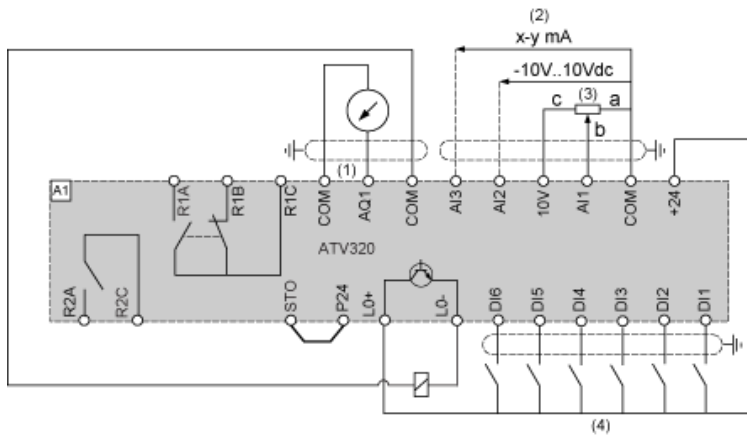 (2)
x-y mA
-10V..10Vdc
c (3) a
b
(1)
A1
R1A
R1B
R1C
COM
AQ1
COM
AI3
AI2
10V
AI1
COM
+24
ATV320
R2A
R2C
STO
P24
L0+
L0-
DI6
DI5
DI4
DI3
DI2
DI1
(4)